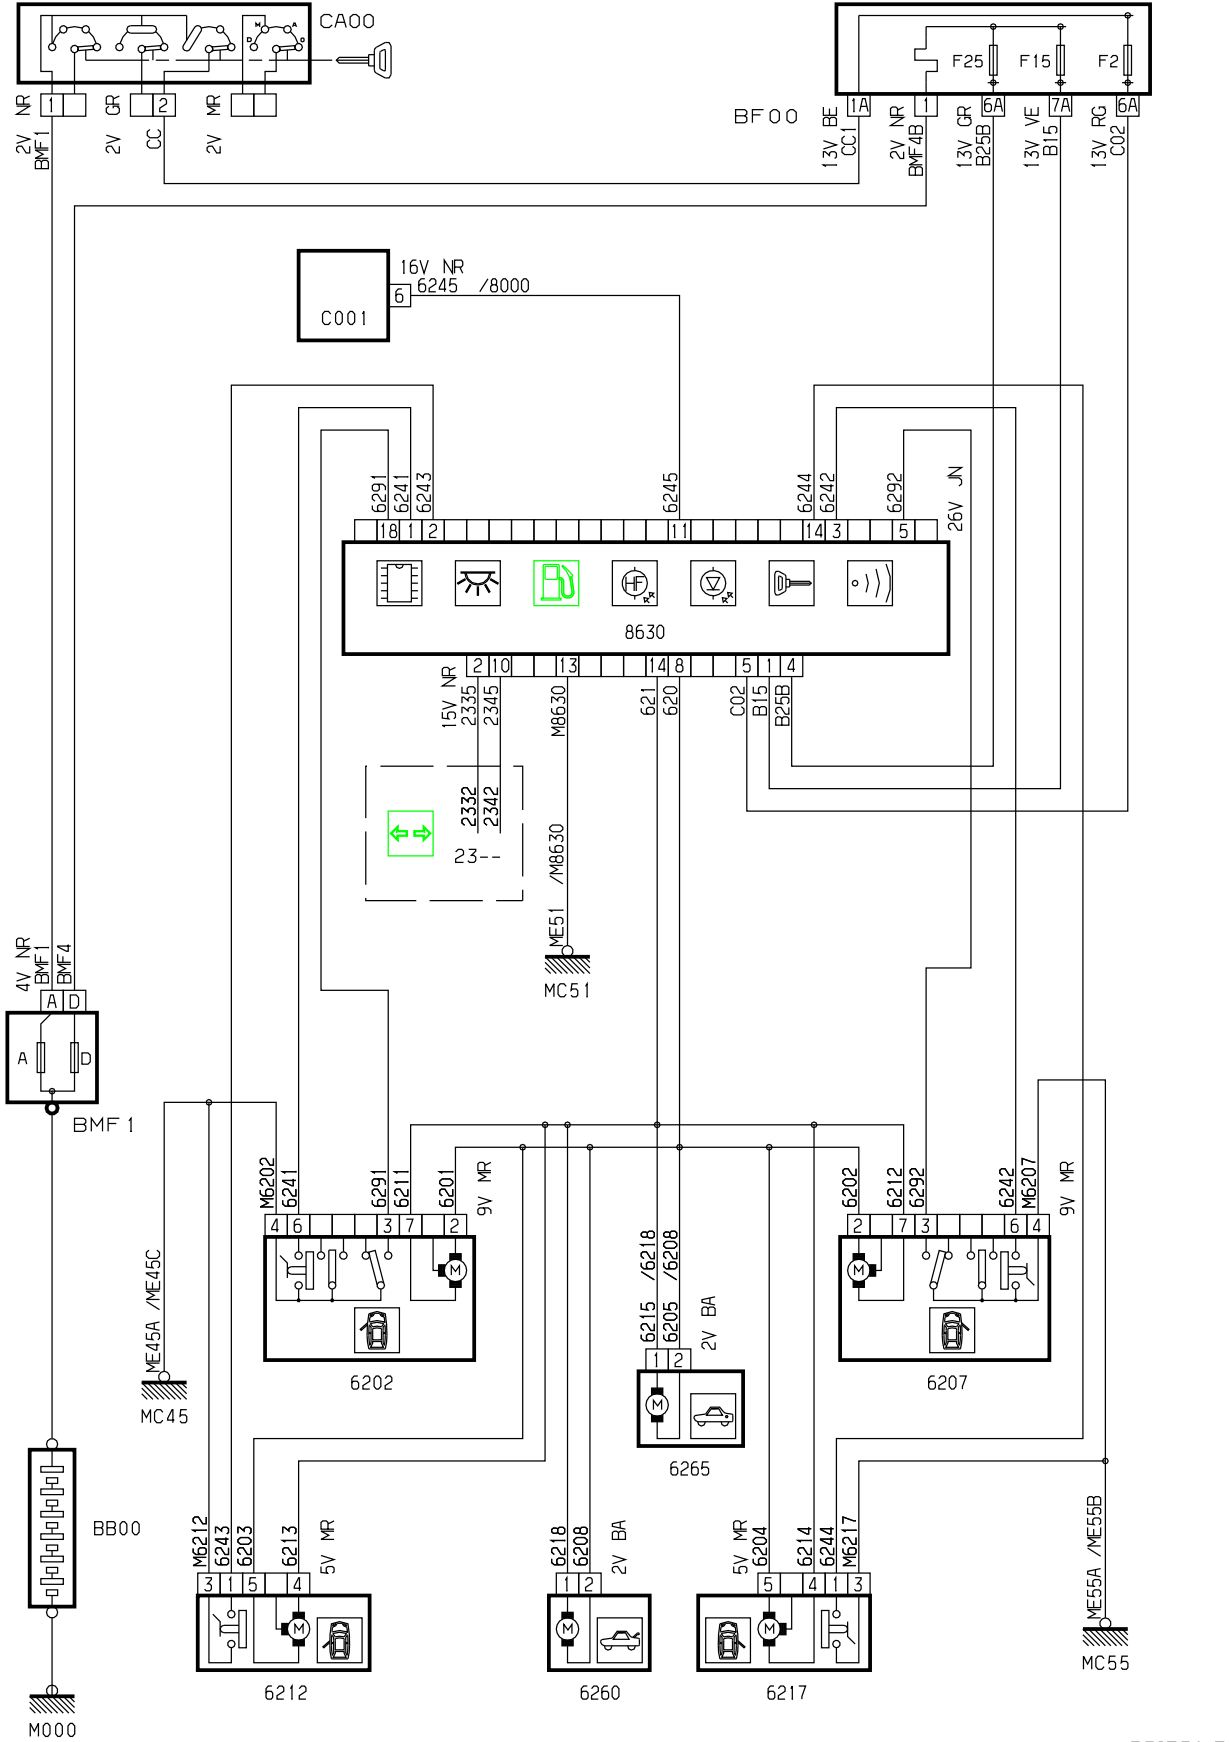 CA00
M A
D D
1
2
2V NR
BMF1
2V GR
CC
2V MR
BF00
F25
F15
F2
1A
1
6A
7A
6A
13V BE
CC1
2V NR
BMF4B
13V GR
B25B
13V VE
B15
13V RG
C02
C001
6
16V NR
6245 /8000
6291
6241
6243
6245
6244
6242
6292
26V JN
18 1 2 11 14 3 5
HF
8630
2 10 13 14 8 5 1 4
15V NR
2335
2345
M8630
621
620
C02
B15
B25B
2332
2342
23--
ME51 /M8630
MC51
4V NR
BMF1
BMF4
A D
A D
BMF1
M6202
6241
6291
6211
6201
9V MR
4 6 3 7 2
M
6202
6202
6212
6292
6242
M6207
9V MR
2 7 3 6 4
M
6207
ME45A /ME45C
MC45
6215 /6218
6205 /6208
2V BA
1 2
M
6265
BB00
M000
M6212
6243
6203
6213
5V MR
3 1 5 4
M
6212
6218
6208
2V BA
1 2
M
6260
5V MR
6204
6214
6244
M6217
5 4 1 3
M
6217
ME55A /ME55B
MC55